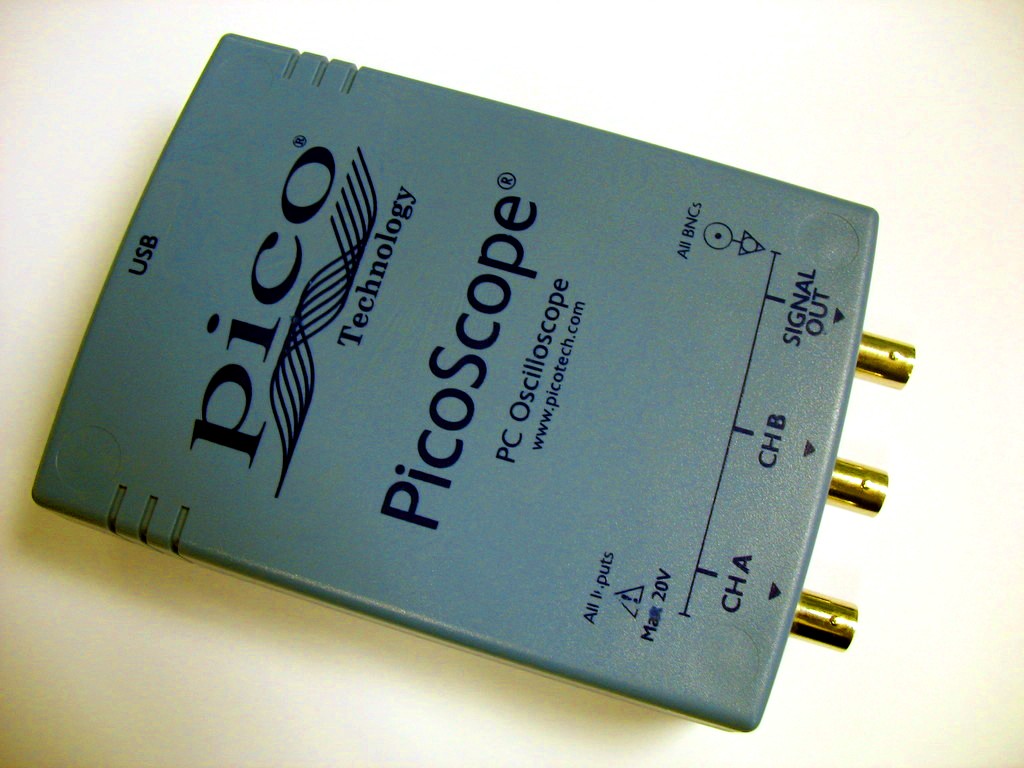 USB
pico®
Technology
PicoScope®
PC Oscilloscope
www.picotech.com
All Inputs
Max 20V
All BNCs
CH A
CH B
SIGNAL
OUT